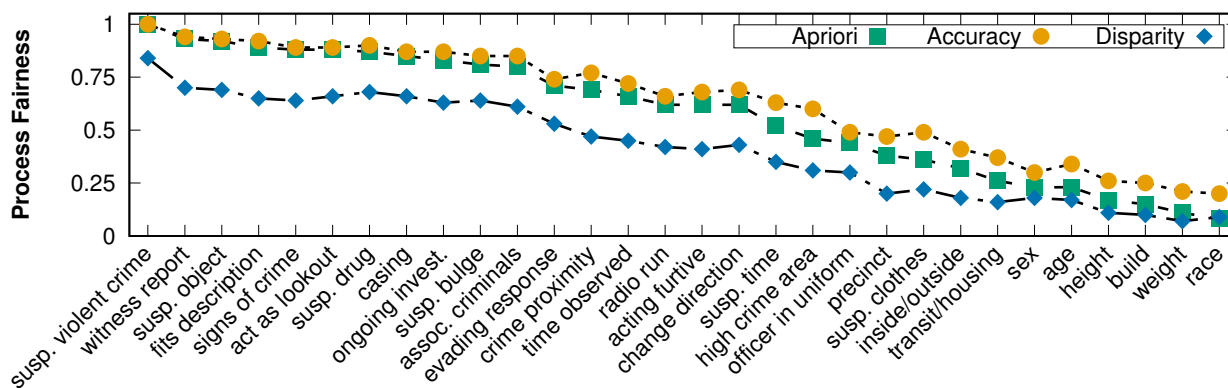 Process Fairness
1
0.75
0.5
0.25
0
Apriori Accuracy Disparity
susp. violent crime
witness report
susp. object
fits description
signs of crime
act as lookout
susp. drug
casing
ongoing invest.
susp. bulge
assoc. criminals
evading response
crime proximity
time observed
radio run
acting furtive
change direction
susp. time
high crime area
officer in uniform
precinct
susp. clothes
inside/outside
transit/housing
sex
age
height
build
weight
race